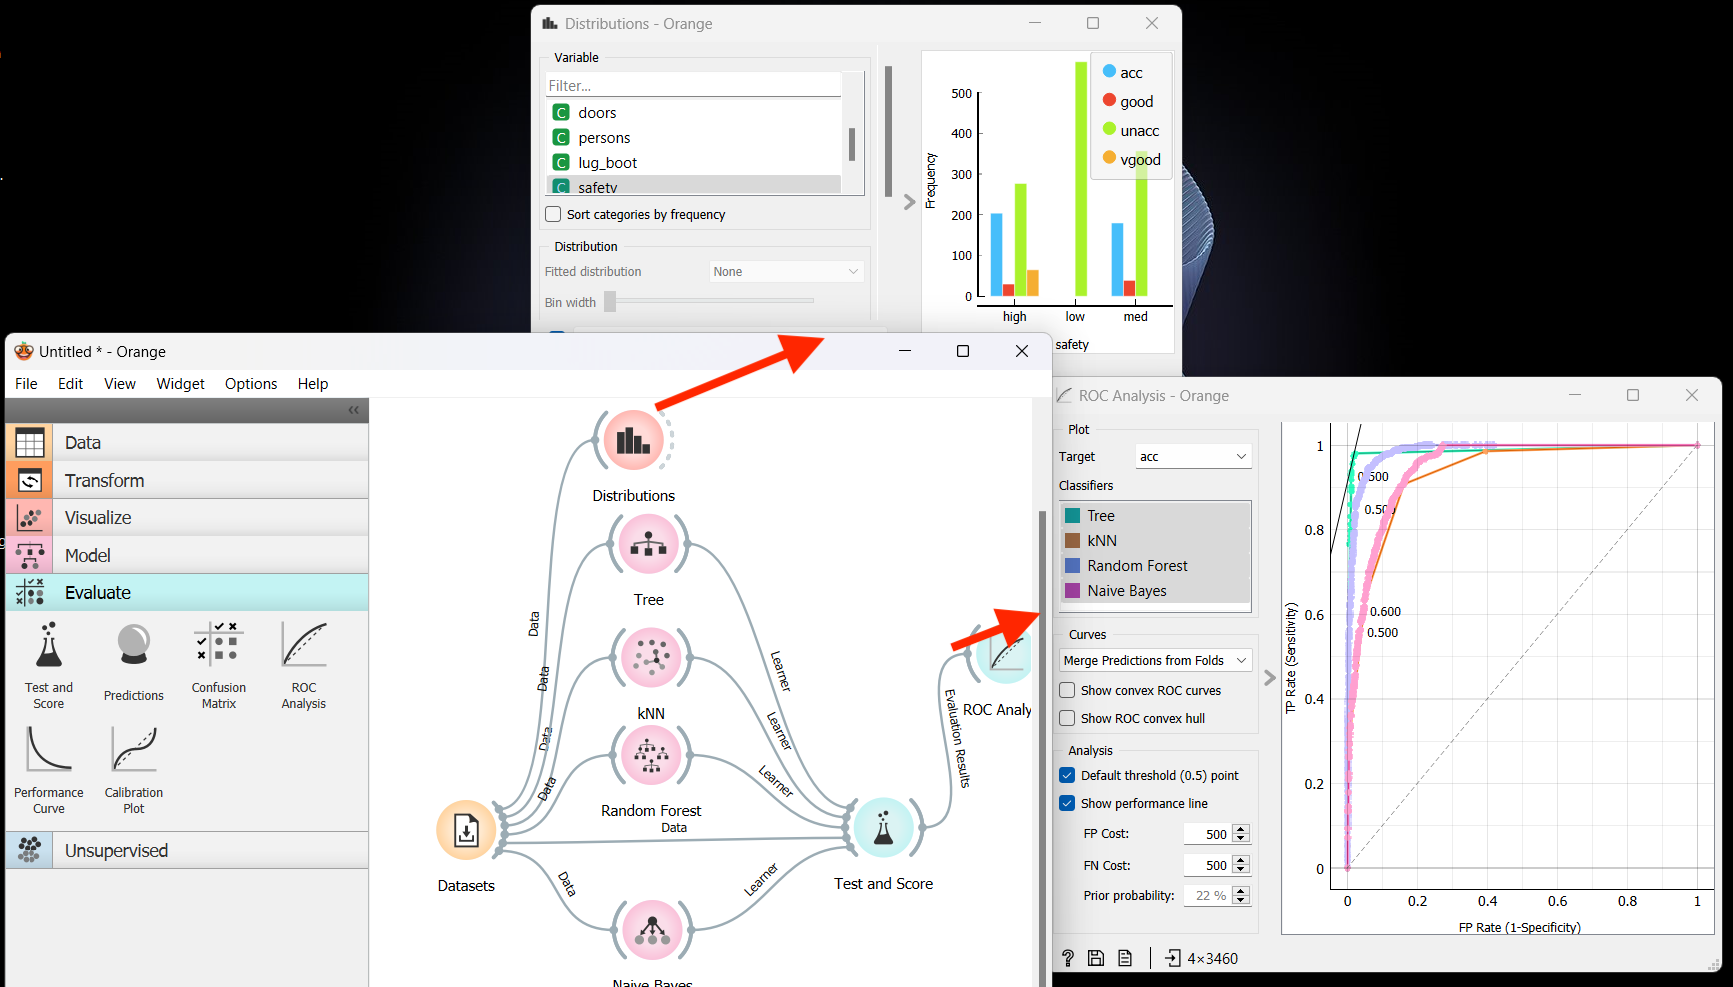 Distributions - Orange
Variable
Filter...
C doors
C persons
C lug_boot
C safety
Sort categories by frequency
Distribution
Fitted distribution
None
Bin width
Frequency
500
400
300
200
100
0
high
low
med
safety
acc
good
unacc
vgood
Untitled * - Orange
File
Edit
View
Widget
Options
Help
Data
Transform
Visualize
Model
Evaluate
Test and
Score
Predictions
Confusion
Matrix
ROC
Analysis
Performance
Curve
Calibration
Plot
Unsupervised
Distributions
Tree
kNN
Random Forest
Naive Bayes
Datasets
Test and Score
ROC Analy
Data
Data
Data
Data
Data
Data
Learner
Learner
Learner
Learner
Evaluation Results
ROC Analysis - Orange
Plot
Target
acc
Classifiers
Tree
kNN
Random Forest
Naive Bayes
Curves
Merge Predictions from Folds
Show convex ROC curves
Show ROC convex hull
Analysis
Default threshold (0.5) point
Show performance line
FP Cost:
500
FN Cost:
500
Prior probability:
22 %
? 4×3460
TP Rate (Sensitivity)
1
0.8
0.6
0.4
0.2
0
0.500
0.500
0.600
0.500
0
0.2
0.4
0.6
0.8
1
FP Rate (1-Specificity)